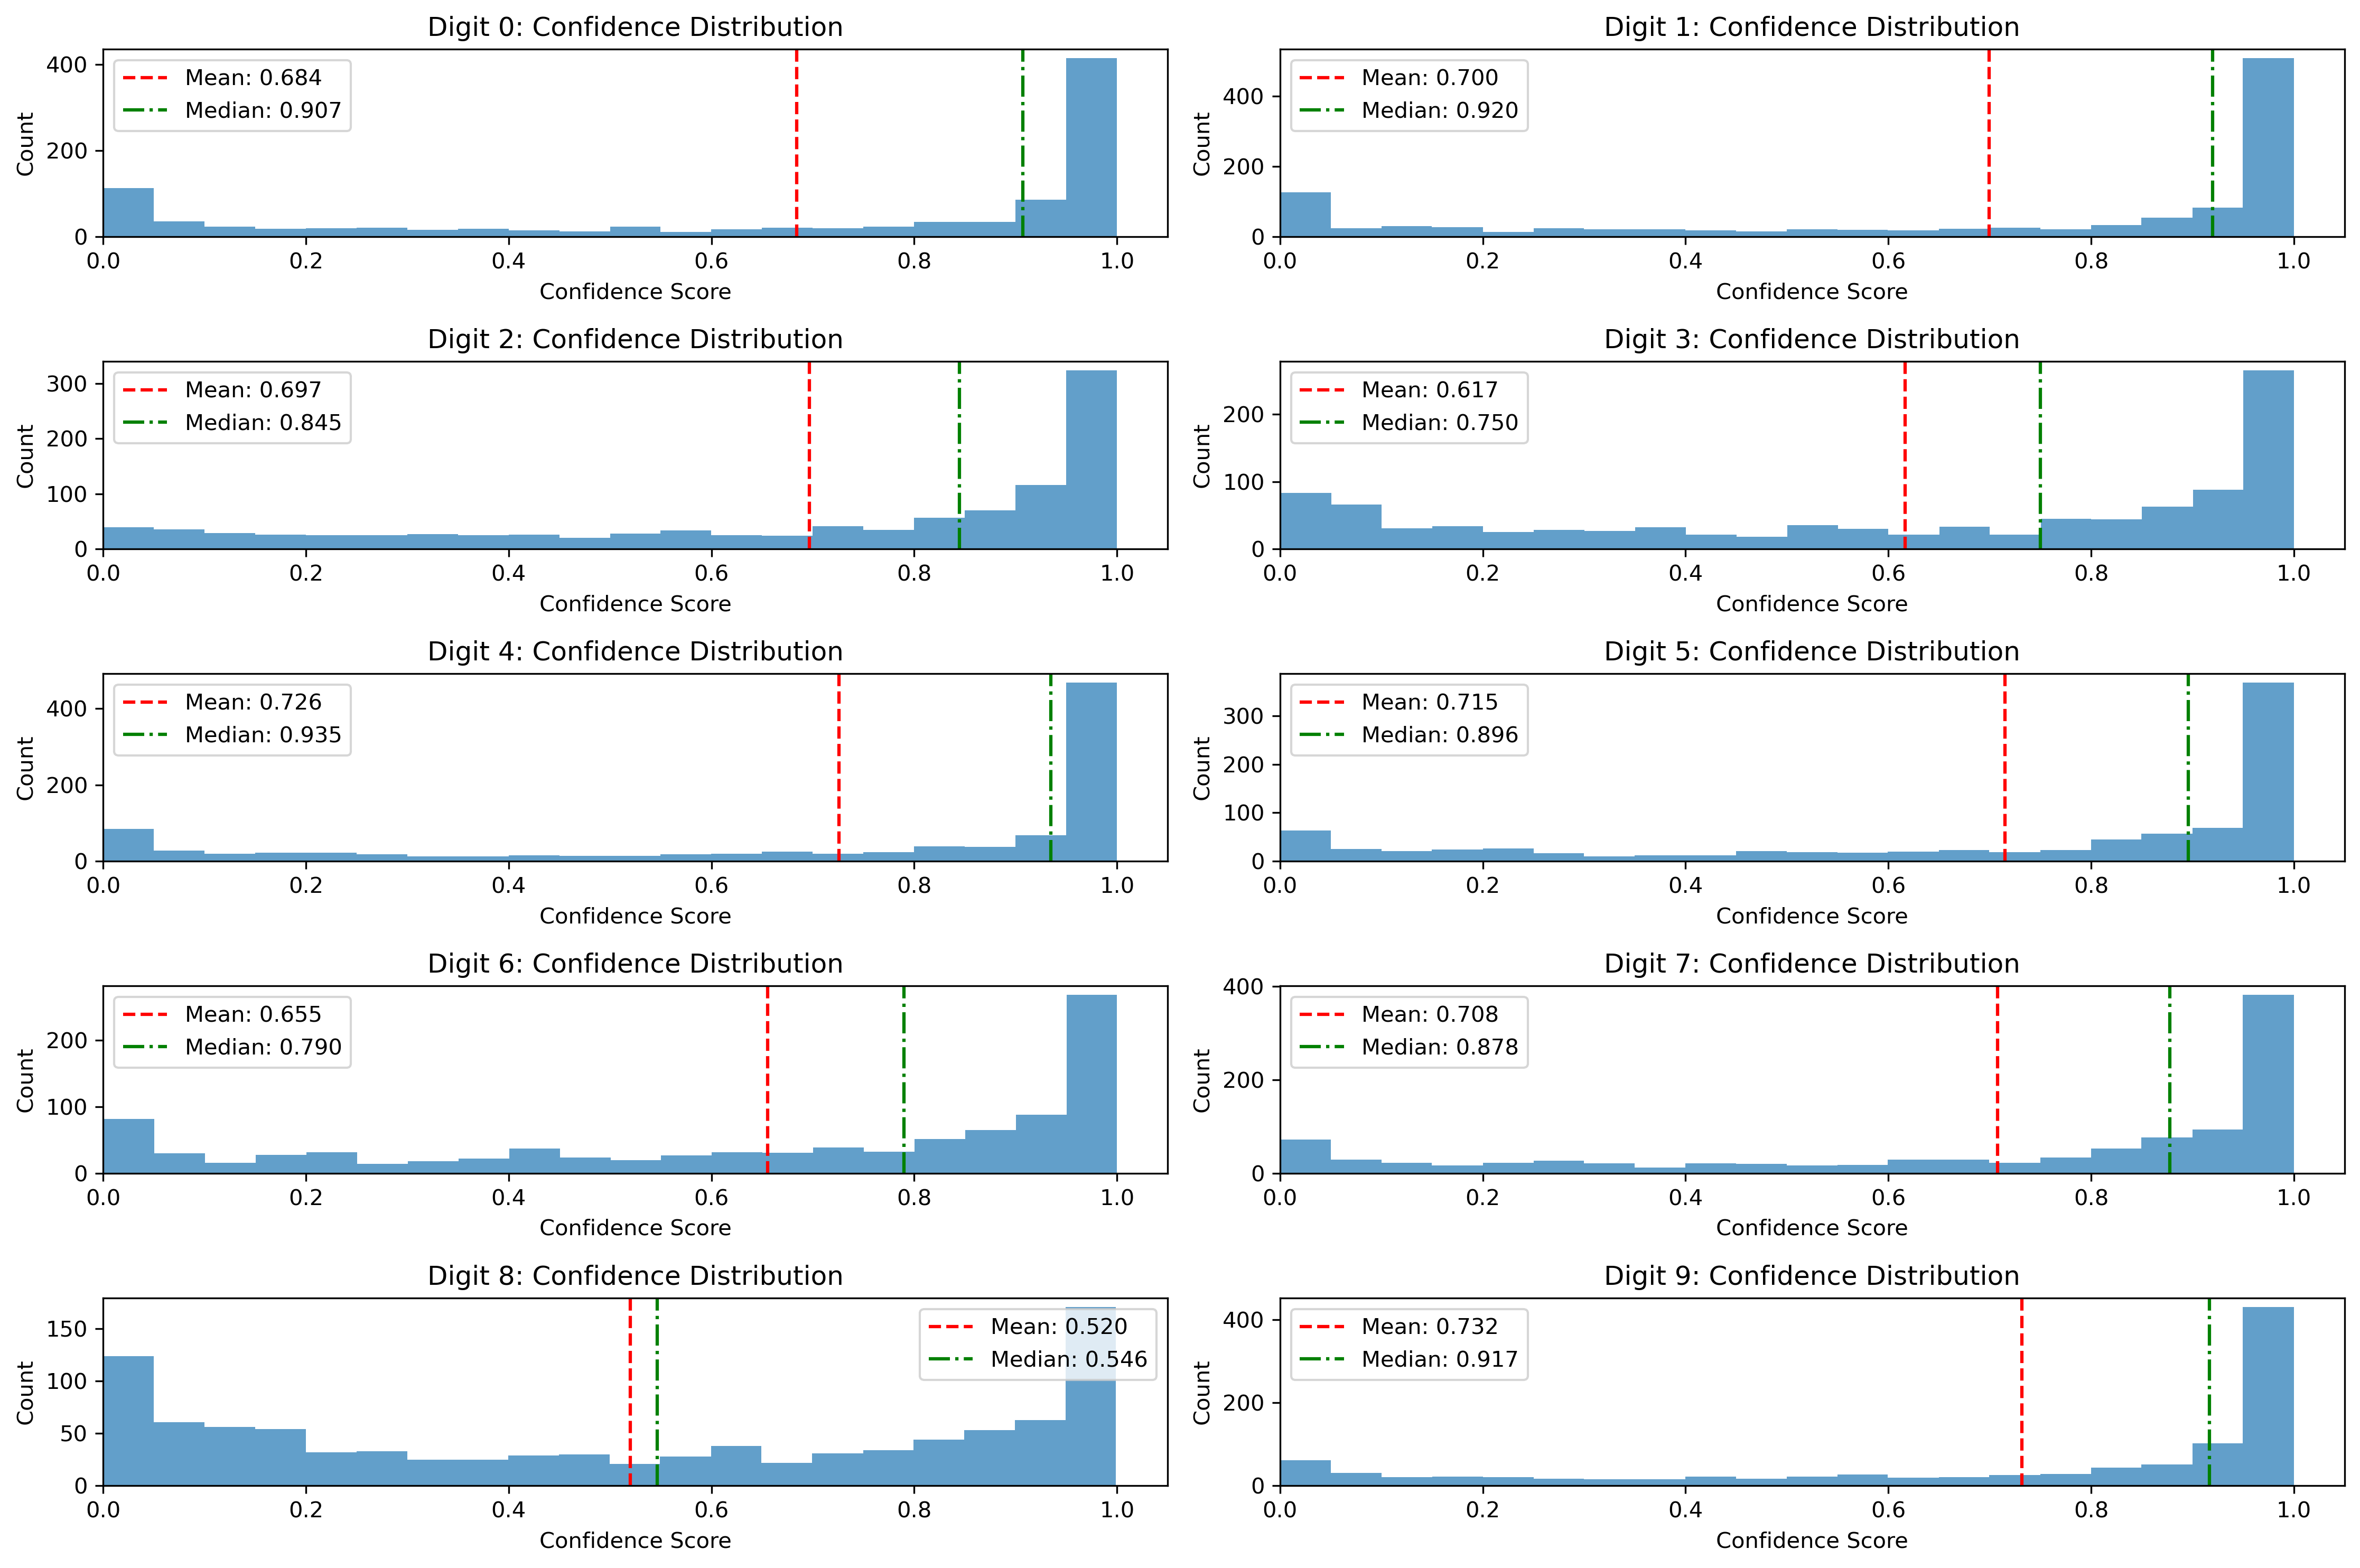 Digit 0: Confidence Distribution
Mean: 0.684
Median: 0.907
Count
400
200
0
0.0 0.2 0.4 0.6 0.8 1.0
Confidence Score
Digit 1: Confidence Distribution
Mean: 0.700
Median: 0.920
Count
400
200
0
0.0 0.2 0.4 0.6 0.8 1.0
Confidence Score
Digit 2: Confidence Distribution
Mean: 0.697
Median: 0.845
Count
300
200
100
0
0.0 0.2 0.4 0.6 0.8 1.0
Confidence Score
Digit 3: Confidence Distribution
Mean: 0.617
Median: 0.750
Count
200
100
0
0.0 0.2 0.4 0.6 0.8 1.0
Confidence Score
Digit 4: Confidence Distribution
Mean: 0.726
Median: 0.935
Count
400
200
0
0.0 0.2 0.4 0.6 0.8 1.0
Confidence Score
Digit 5: Confidence Distribution
Mean: 0.715
Median: 0.896
Count
300
200
100
0
0.0 0.2 0.4 0.6 0.8 1.0
Confidence Score
Digit 6: Confidence Distribution
Mean: 0.655
Median: 0.790
Count
200
100
0
0.0 0.2 0.4 0.6 0.8 1.0
Confidence Score
Digit 7: Confidence Distribution
Mean: 0.708
Median: 0.878
Count
400
200
0
0.0 0.2 0.4 0.6 0.8 1.0
Confidence Score
Digit 8: Confidence Distribution
Mean: 0.520
Median: 0.546
Count
150
100
50
0
0.0 0.2 0.4 0.6 0.8 1.0
Confidence Score
Digit 9: Confidence Distribution
Mean: 0.732
Median: 0.917
Count
400
200
0
0.0 0.2 0.4 0.6 0.8 1.0
Confidence Score